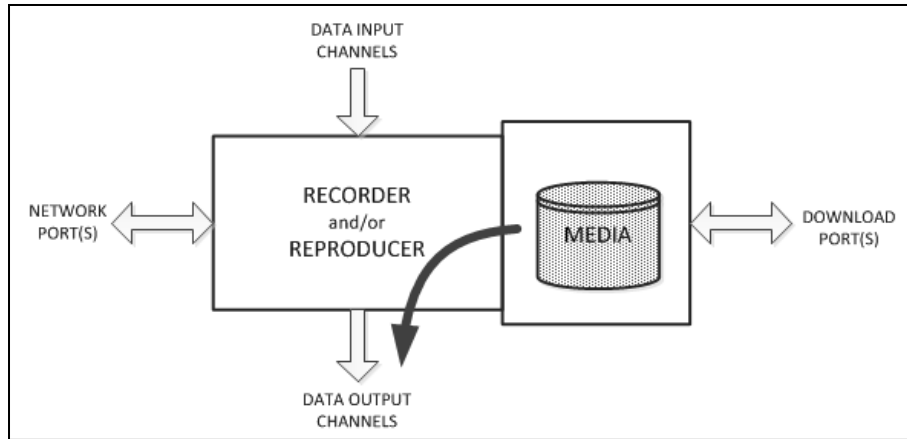 DATA INPUT
CHANNELS
RECORDER
and/or
REPRODUCER
MEDIA
NETWORK
PORT(S)
DOWNLOAD
PORT(S)
DATA OUTPUT
CHANNELS